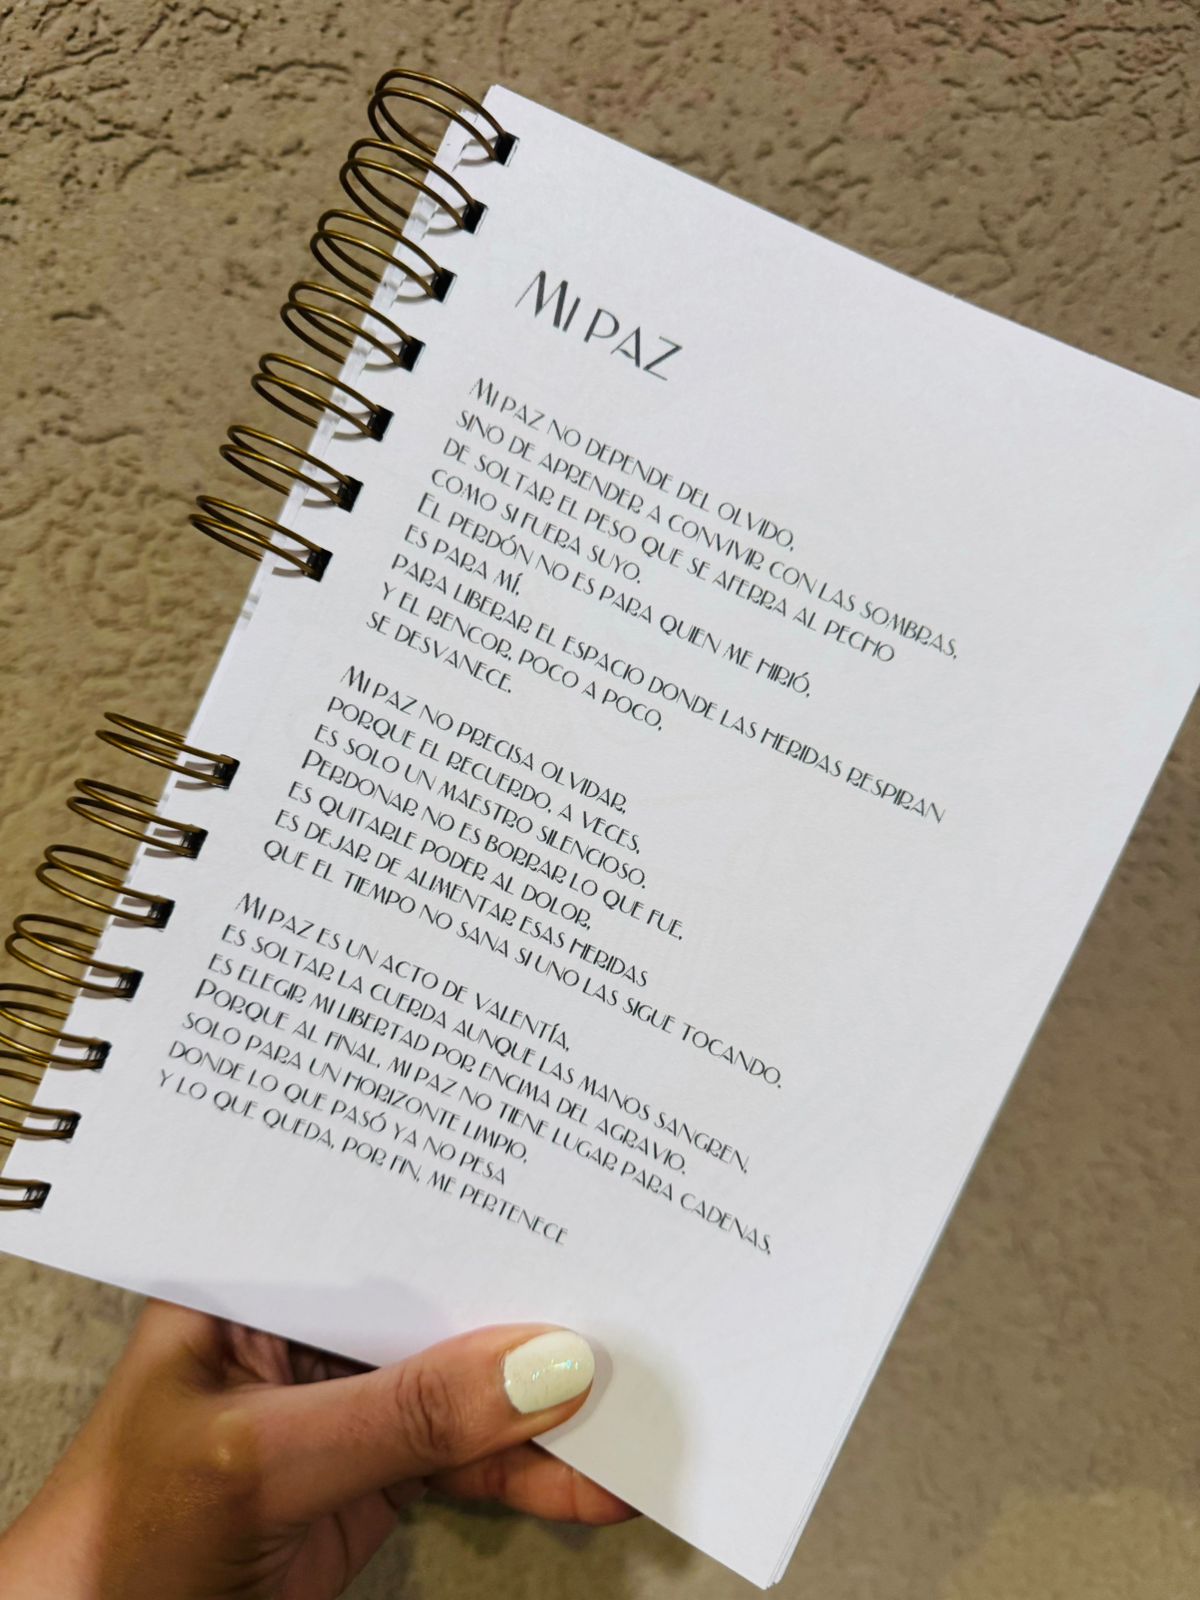 MI PAZ
MI PAZ NO DEPENDE DEL OLVIDO,
SINO DE APRENDER A CONVIVIR CON LAS SOMBRAS,
DE SOLTAR EL PESO QUE SE AFERRA AL PECHO
COMO SI FUERA SUYO.
EL PERDÓN NO ES PARA QUIEN ME HIRIÓ,
ES PARA MÍ,
PARA LIBERAR EL ESPACIO DONDE LAS HERIDAS RESPIRAN
Y EL RENCOR, POCO A POCO,
SE DESVANECE.
MI PAZ NO PRECISA OLVIDAR,
PORQUE EL RECUERDO, A VECES,
ES SOLO UN MAESTRO SILENCIOSO.
PERDONAR NO ES BORRAR LO QUE FUE,
ES QUITARLE PODER AL DOLOR,
ES DEJAR DE ALIMENTAR ESAS HERIDAS
QUE EL TIEMPO NO SANA SI UNO LAS SIGUE TOCANDO.
MI PAZ ES UN ACTO DE VALENTÍA,
ES SOLTAR LA CUERDA AUNQUE LAS MANOS SANGREN,
ES ELEGIR MI LIBERTAD POR ENCIMA DEL AGRAVIO.
PORQUE AL FINAL, MI PAZ NO TIENE LUGAR PARA CADENAS,
SOLO PARA UN HORIZONTE LIMPIO,
DONDE LO QUE PASÓ YA NO PESA
Y LO QUE QUEDA, POR FIN, ME PERTENECE